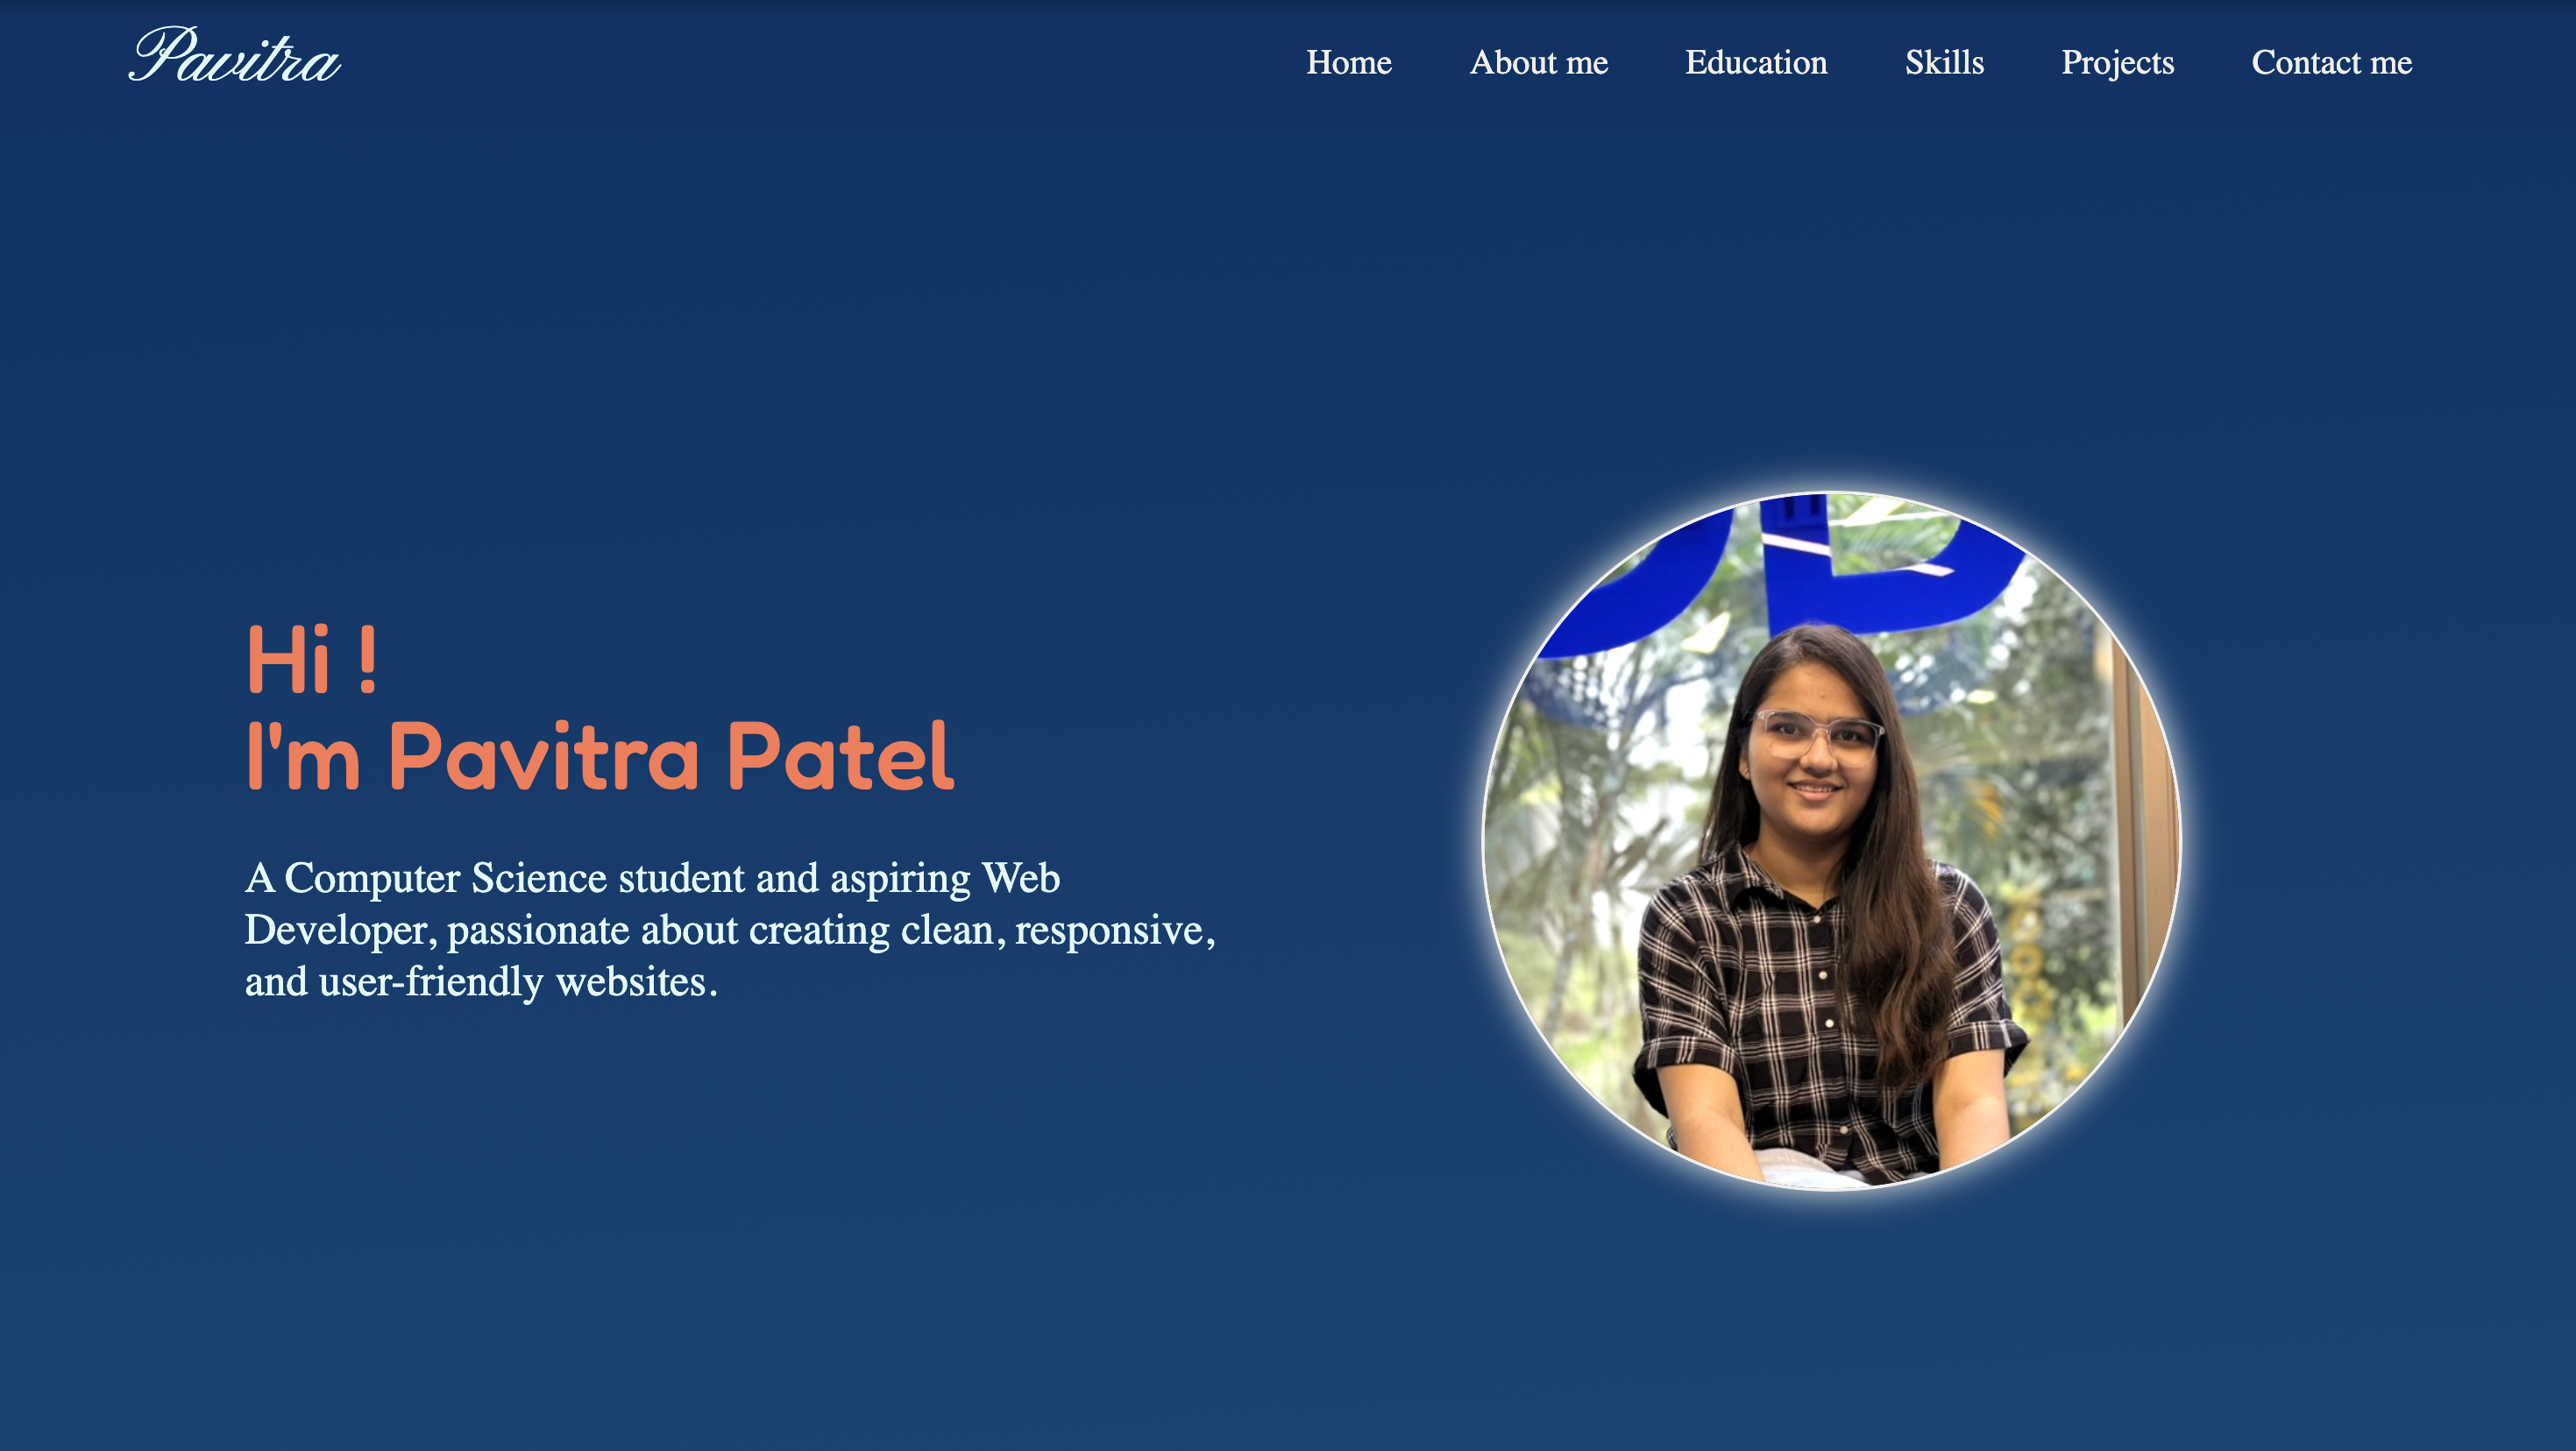 Pavitra
Home About me Education Skills Projects Contact me
Hi !
I'm Pavitra Patel
A Computer Science student and aspiring Web
Developer, passionate about creating clean, responsive,
and user-friendly websites.